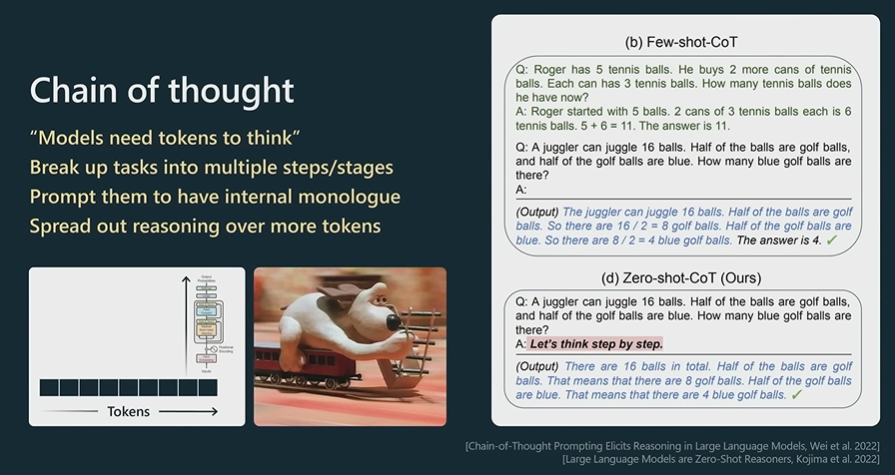 Chain of thought
“Models need tokens to think”
Break up tasks into multiple steps/stages
Prompt them to have internal monologue
Spread out reasoning over more tokens
Tokens
(b) Few-shot-CoT
Q: Roger has 5 tennis balls. He buys 2 more cans of tennis
balls. Each can has 3 tennis balls. How many tennis balls does
he have now?
A: Roger started with 5 balls. 2 cans of 3 tennis balls each is 6
tennis balls. 5 + 6 = 11. The answer is 11.
Q: A juggler can juggle 16 balls. Half of the balls are golf balls,
and half of the golf balls are blue. How many blue golf balls are
there?
A:
(Output) The juggler can juggle 16 balls. Half of the balls are golf
balls. So there are 16 / 2 = 8 golf balls. Half of the golf balls are
blue. So there are 8 / 2 = 4 blue golf balls. The answer is 4. ✓
(d) Zero-shot-CoT (Ours)
Q: A juggler can juggle 16 balls. Half of the balls are golf balls,
and half of the golf balls are blue. How many blue golf balls are
there?
A: Let’s think step by step.
(Output) There are 16 balls in total. Half of the balls are golf
balls. That means that there are 8 golf balls. Half of the golf balls
are blue. That means that there are 4 blue golf balls. ✓
[Chain-of-Thought Prompting Elicits Reasoning in Large Language Models, Wei et al. 2022]
[Large Language Models are Zero-Shot Reasoners, Kojima et al. 2022]